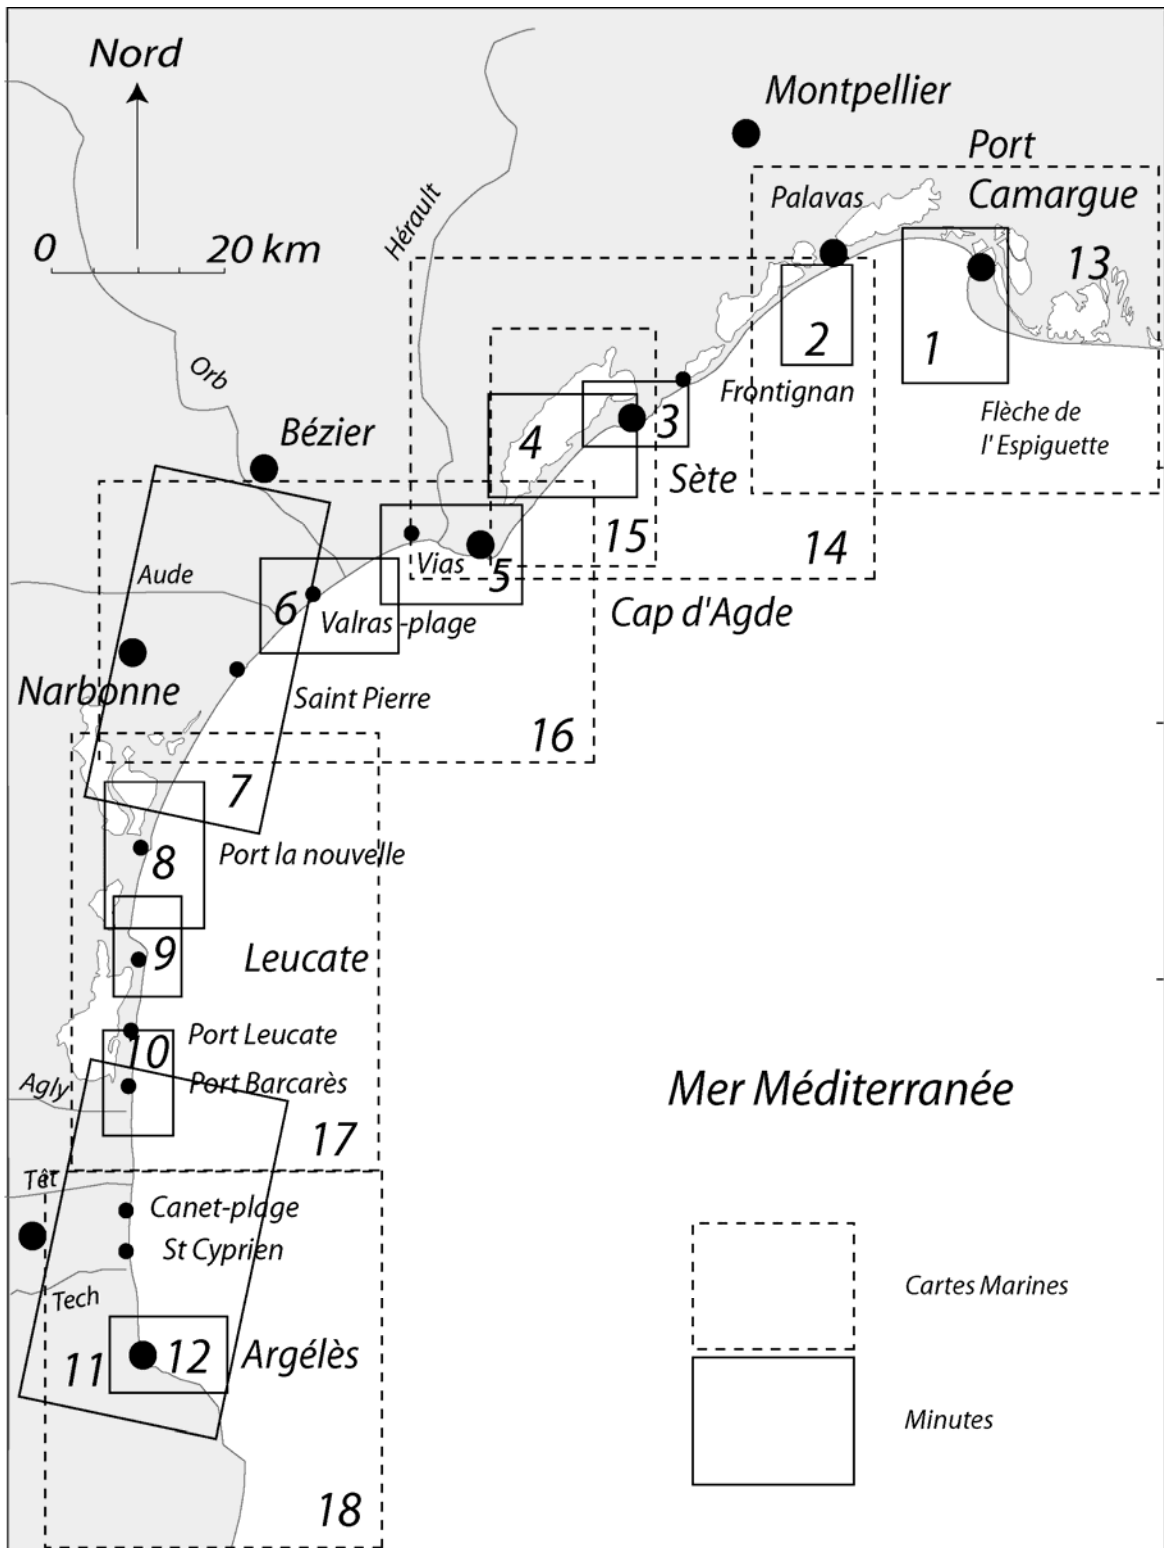 Nord
Montpellier
Port
Camargue
Palavas
Hérault
0
20 km
13
2
1
Orb
Frontignan
Flèche de
l' Espiguette
Bézier
4
3
Sète
15
14
Vias
5
Aude
6
Valras -plage
Cap d'Agde
Narbonne
Saint Pierre
16
7
8
Port la nouvelle
9
Leucate
Port Leucate
10
Port Barcarès
Agly
Mer Méditerranée
17
Têt
Canet-plage
St Cyprien
Tech
Cartes Marines
11
12
Argélès
Minutes
18